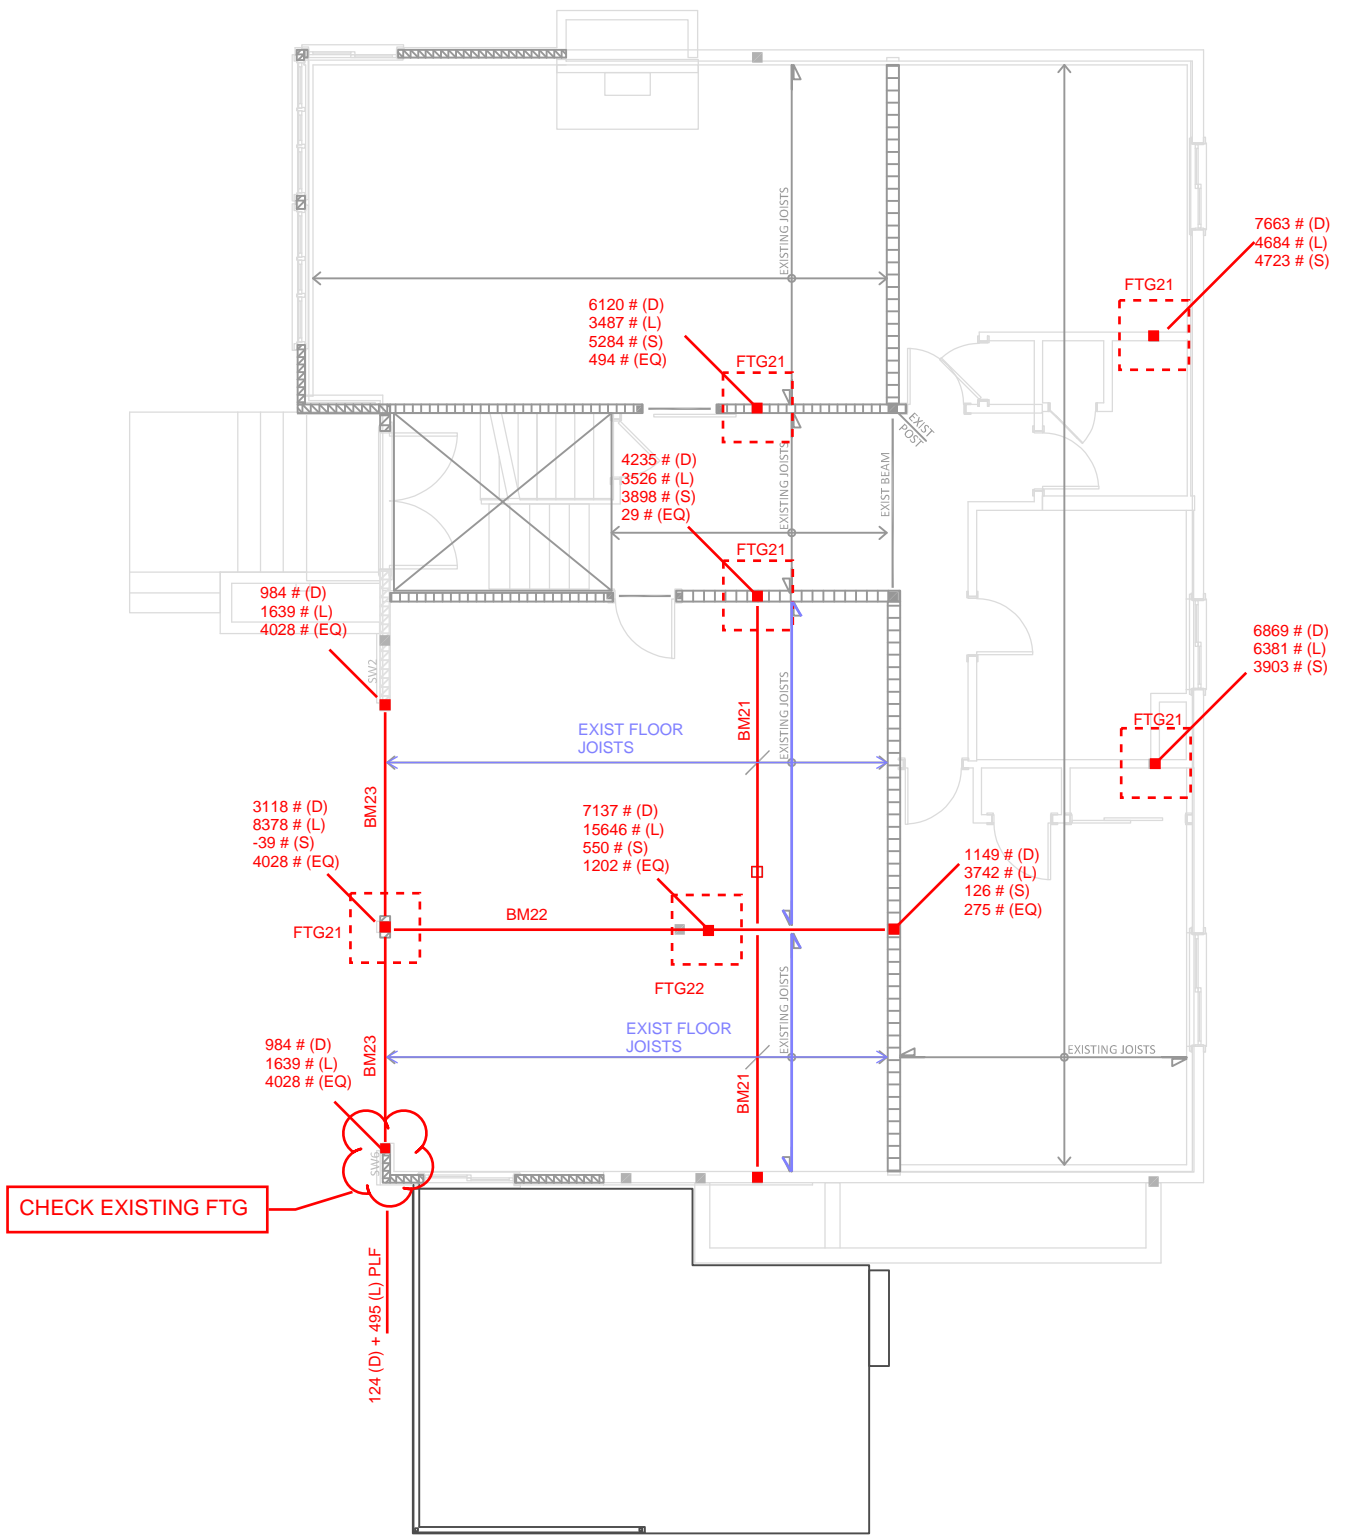 EXISTING JOISTS
7663 # (D)
4684 # (L)
4723 # (S)
FTG21
6120 # (D)
3487 # (L)
5284 # (S)
494 # (EQ)
FTG21
EXIST
POST
4235 # (D)
3526 # (L)
3898 # (S)
29 # (EQ)
EXISTING JOISTS
EXIST BEAM
FTG21
984 # (D)
1639 # (L)
4028 # (EQ)
SW2
6869 # (D)
6381 # (L)
3903 # (S)
FTG21
EXIST FLOOR
JOISTS
BM21
EXISTING JOISTS
BM23
3118 # (D)
8378 # (L)
-39 # (S)
4028 # (EQ)
FTG21
7137 # (D)
15646 # (L)
550 # (S)
1202 # (EQ)
BM22
FTG22
1149 # (D)
3742 # (L)
126 # (S)
275 # (EQ)
EXISTING JOISTS
EXIST FLOOR
JOISTS
984 # (D)
1639 # (L)
4028 # (EQ)
BM23
BM21
EXISTING JOISTS
SW6
CHECK EXISTING FTG
124 (D) + 495 (L) PLF